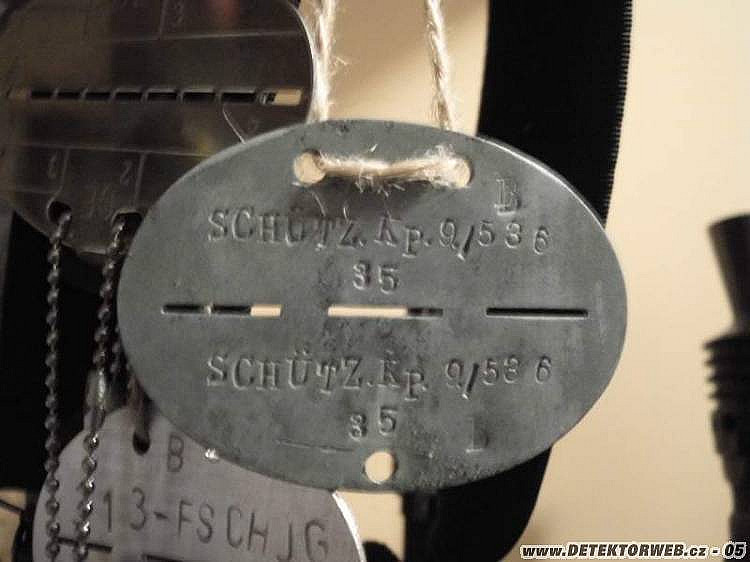 B
SCHÜTZ.Kp.9/536
35
SCHÜTZ.Kp.9/536
35
B
13-FSCHJG
www.DETEKTORWEB.cz - 05